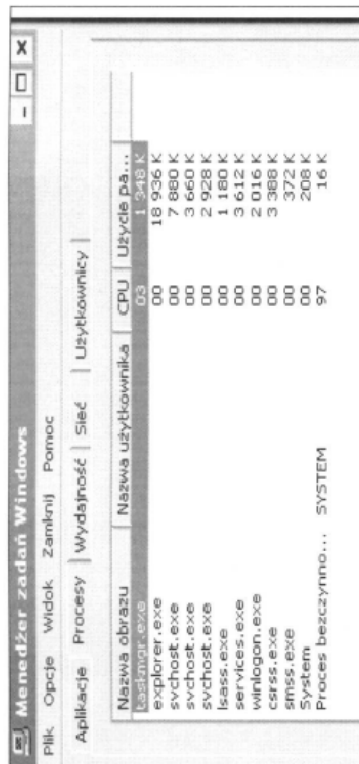 Menedżer zadań Windows
Plik Opcje Widok Zamknij Pomoc
Aplikacje Procesy Wydajność Sieć Użytkownicy
Nazwa obrazu Nazwa użytkownika CPU Użycie pa...
taskmgr.exe 03 1 348 K
explorer.exe 00 18 936 K
svchost.exe 00 7 880 K
svchost.exe 00 3 660 K
svchost.exe 00 2 928 K
lsass.exe 00 1 180 K
services.exe 00 3 612 K
winlogon.exe 00 2 016 K
csrss.exe 00 3 388 K
smss.exe 00 372 K
System 00 208 K
Proces bezczynno... SYSTEM 97 16 K